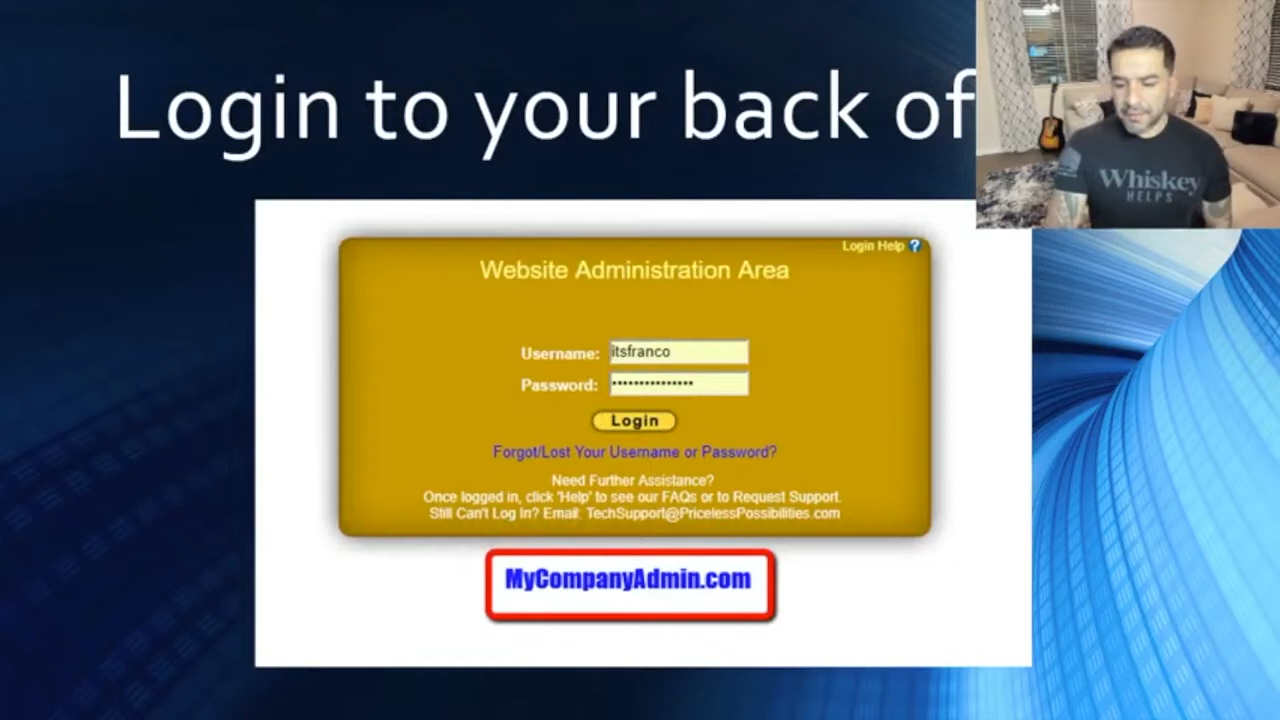 Login to your back of
Whiskey
HELPS
Login Help ?
Website Administration Area
Username: itsfranco
Password: •••••••••••••••
Login
Forgot/Lost Your Username or Password?
Need Further Assistance?
Once logged in, click 'Help' to see our FAQs or to Request Support.
Still Can't Log In? Email: TechSupport@PricelessPossibilities.com
MyCompanyAdmin.com